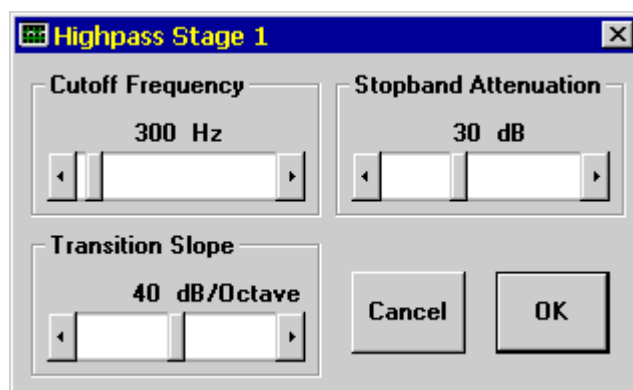 Highpass Stage 1
Cutoff Frequency
300 Hz
Stopband Attenuation
30 dB
Transition Slope
40 dB/Octave
Cancel
OK